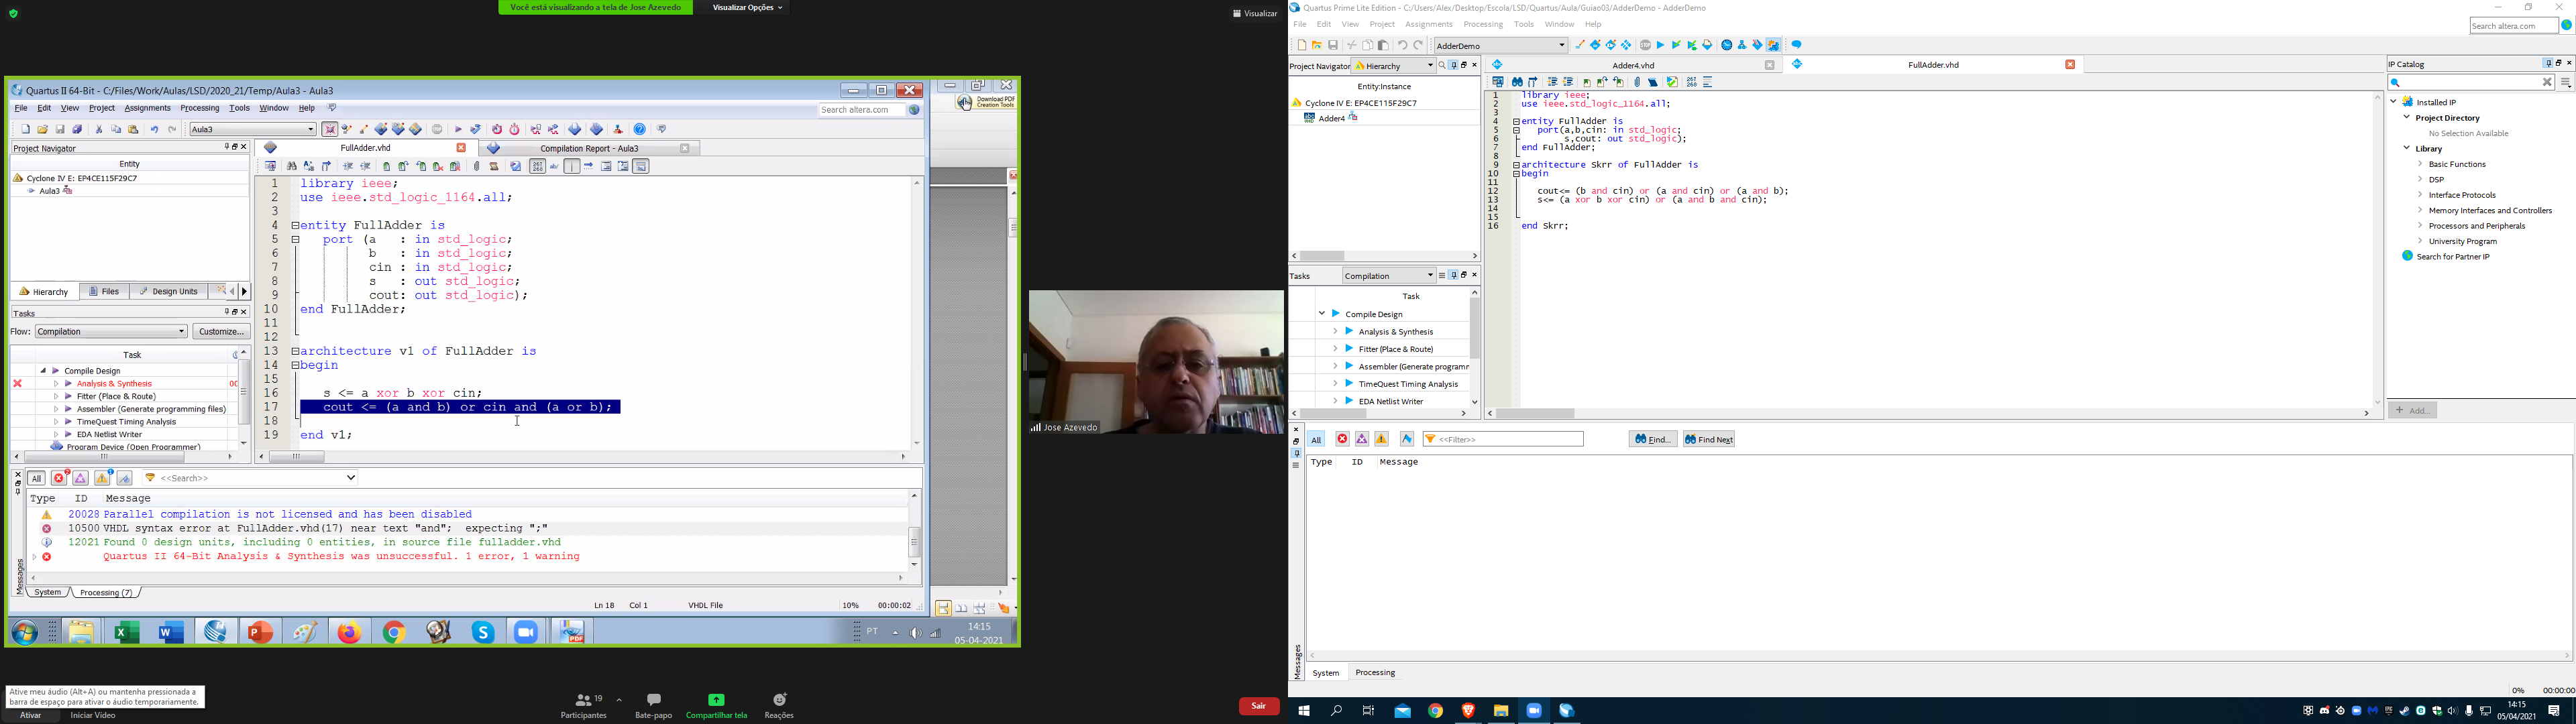 Você está visualizando a tela de Jose Azevedo
Visualizar Opções
Visualizar
Quartus II 64-Bit - C:/Files/Work/Aulas/LSD/2020_21/Temp/Aula3 - Aula3
File Edit View Project Assignments Processing Tools Window Help
Search altera.com
Download PDF
Creation Tools
Aula3
Project Navigator
Entity
Cyclone IV E: EP4CE115F29C7
Aula3
Hierarchy Files Design Units
Tasks
Flow: Compilation Customize...
Task
Compile Design
Analysis & Synthesis 00
Fitter (Place & Route)
Assembler (Generate programming files)
TimeQuest Timing Analysis
EDA Netlist Writer
Program Device (Open Programmer)
FullAdder.vhd
Compilation Report - Aula3
1 library ieee;
2 use ieee.std_logic_1164.all;
3
4 entity FullAdder is
5 port (a : in std_logic;
6 b : in std_logic;
7 cin : in std_logic;
8 s : out std_logic;
9 cout: out std_logic);
10 end FullAdder;
11
12
13 architecture v1 of FullAdder is
14 begin
15
16 s <= a xor b xor cin;
17 cout <= (a and b) or cin and (a or b);
18
19 end v1;
All <<Search>>
Type ID Message
20028 Parallel compilation is not licensed and has been disabled
10500 VHDL syntax error at FullAdder.vhd(17) near text "and"; expecting ";"
12021 Found 0 design units, including 0 entities, in source file fulladder.vhd
Quartus II 64-Bit Analysis & Synthesis was unsuccessful. 1 error, 1 warning
Messages
System Processing (7)
Ln 18 Col 1 VHDL File 10% 00:00:02
PT
14:15
05-04-2021
Jose Azevedo
Ative meu áudio (Alt+A) ou mantenha pressionada a
barra de espaço para ativar o áudio temporariamente.
Ativar
Iniciar Vídeo
19
Participantes
Bate-papo
Compartilhar tela
Reações
Sair
Quartus Prime Lite Edition - C:/Users/Alex/Desktop/Escola/LSD/Quartus/Aula/Guiao03/AdderDemo - AdderDemo
File Edit View Project Assignments Processing Tools Window Help
Search altera.com
AdderDemo
Project Navigator Hierarchy
Entity:Instance
Cyclone IV E: EP4CE115F29C7
Adder4
Tasks Compilation
Task
Compile Design
Analysis & Synthesis
Fitter (Place & Route)
Assembler (Generate programm
TimeQuest Timing Analysis
EDA Netlist Writer
Adder4.vhd
FullAdder.vhd
1 library ieee;
2 use ieee.std_logic_1164.all;
3
4 entity FullAdder is
5 port(a,b,cin: in std_logic;
6 s,cout: out std_logic);
7 end FullAdder;
8
9 architecture Skrr of FullAdder is
10 begin
11
12 cout<= (b and cin) or (a and cin) or (a and b);
13 s<= (a xor b xor cin) or (a and b and cin);
14
15
16 end Skrr;
IP Catalog
Installed IP
Project Directory
No Selection Available
Library
Basic Functions
DSP
Interface Protocols
Memory Interfaces and Controllers
Processors and Peripherals
University Program
Search for Partner IP
Add...
All <<Filter>> Find... Find Next
Type ID Message
Messages
System Processing
0% 00:00:00
14:15
05/04/2021